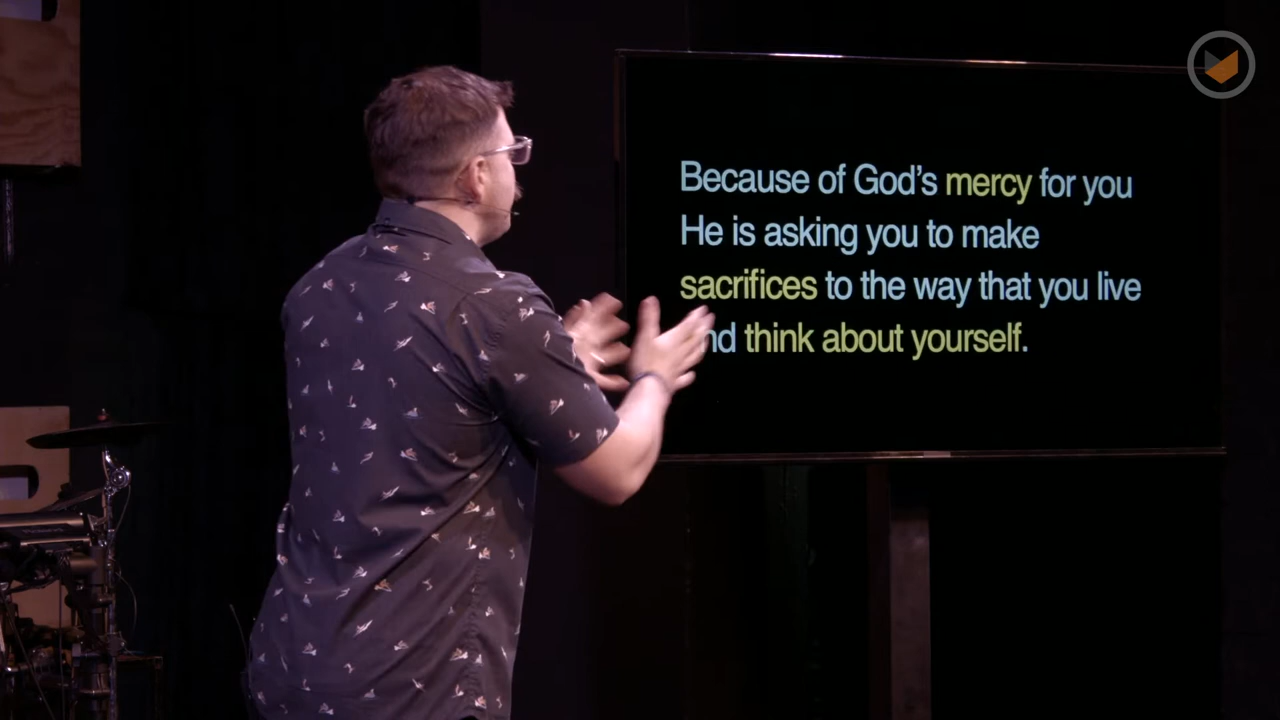 Because of God’s mercy for you
He is asking you to make
sacrifices to the way that you live
and think about yourself.